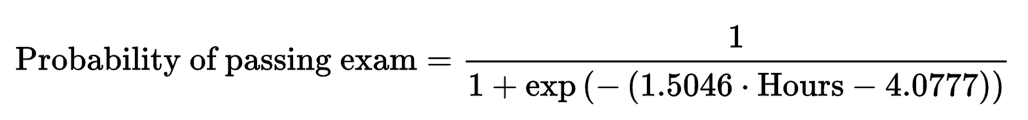 Probability of passing exam = 1 / (1 + exp (− (1.5046 · Hours − 4.0777)))